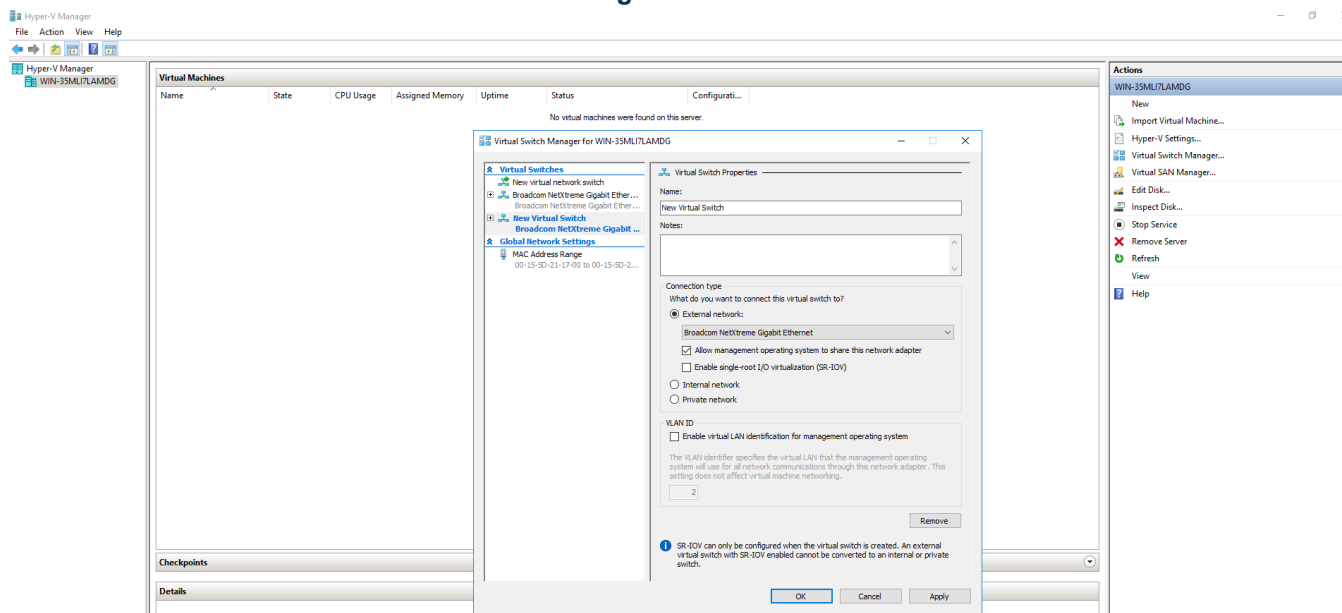 Hyper-V Manager
File Action View Help
Hyper-V Manager
WIN-35MLI7LAMDG
Virtual Machines
Name State CPU Usage Assigned Memory Uptime Status Configurati...
No virtual machines were found on this server.
Virtual Switch Manager for WIN-35MLI7LAMDG
Virtual Switches
New virtual network switch
Broadcom NetXtreme Gigabit Ether...
Broadcom NetXtreme Gigabit Ether...
New Virtual Switch
Broadcom NetXtreme Gigabit ...
Global Network Settings
MAC Address Range
00-15-5D-21-17-00 to 00-15-5D-2...
Virtual Switch Properties
Name:
New Virtual Switch
Notes:
Connection type
What do you want to connect this virtual switch to?
External network:
Broadcom NetXtreme Gigabit Ethernet
Allow management operating system to share this network adapter
Enable single-root I/O virtualization (SR-IOV)
Internal network
Private network
VLAN ID
Enable virtual LAN identification for management operating system
The VLAN identifier specifies the virtual LAN that the management operating
system will use for all network communications through this network adapter. This
setting does not affect virtual machine networking.
2
Remove
SR-IOV can only be configured when the virtual switch is created. An external
virtual switch with SR-IOV enabled cannot be converted to an internal or private
switch.
OK Cancel Apply
Checkpoints
Details
Actions
WIN-35MLI7LAMDG
New
Import Virtual Machine...
Hyper-V Settings...
Virtual Switch Manager...
Virtual SAN Manager...
Edit Disk...
Inspect Disk...
Stop Service
Remove Server
Refresh
View
Help